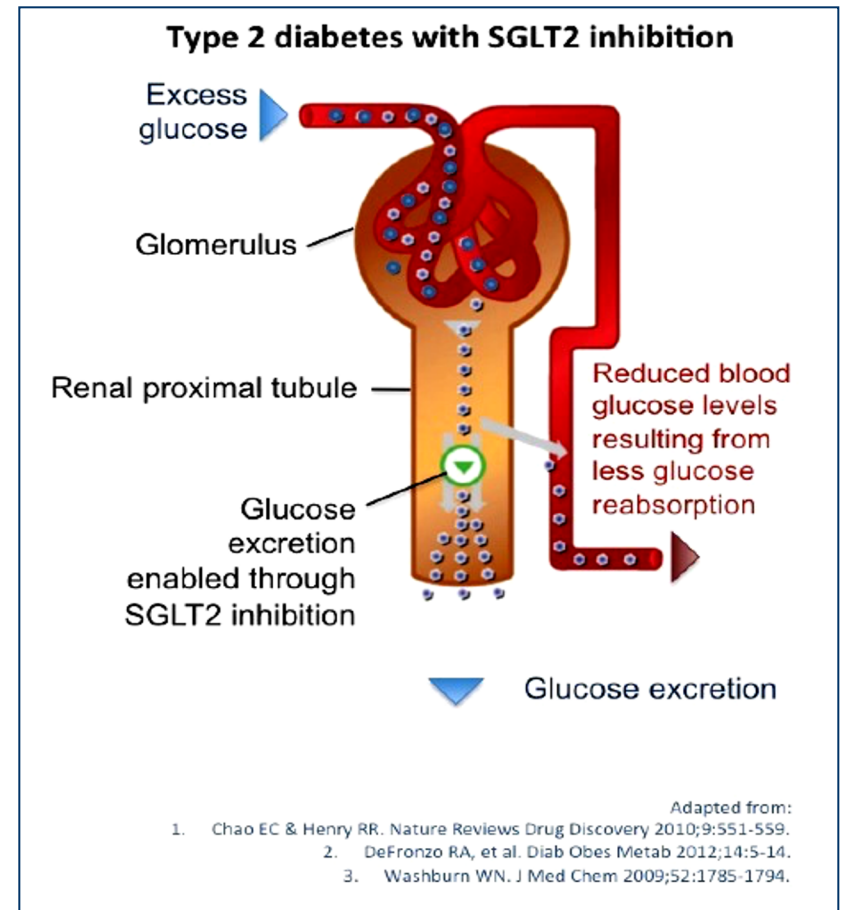 Type 2 diabetes with SGLT2 inhibition
Excess
glucose
Glomerulus
Renal proximal tubule
Reduced blood
glucose levels
resulting from
less glucose
reabsorption
Glucose
excretion
enabled through
SGLT2 inhibition
Glucose excretion
Adapted from:
1. Chao EC & Henry RR. Nature Reviews Drug Discovery 2010;9:551-559.
2. DeFronzo RA, et al. Diab Obes Metab 2012;14:5-14.
3. Washburn WN. J Med Chem 2009;52:1785-1794.